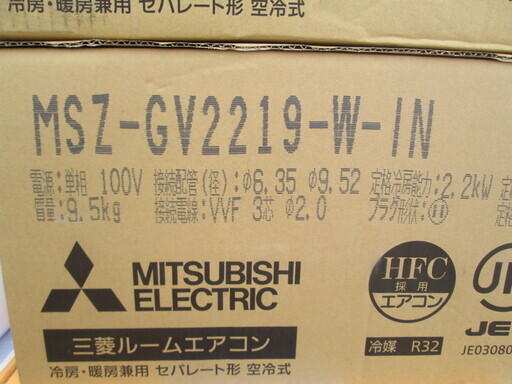 冷房・暖房兼用 セパレート形 空冷式
MSZ-GV2219-W-IN
電源:単相 100V 接続配管(径):φ6.35 φ9.52 定格冷房能力:2.2kW
質量:9.5kg 接続電線:VVF 3芯 φ2.0 プラグ形状:
MITSUBISHI
ELECTRIC
三菱ルームエアコン
冷房・暖房兼用 セパレート形 空冷式
HFC
採用
エアコン
冷媒 R32
JE03080